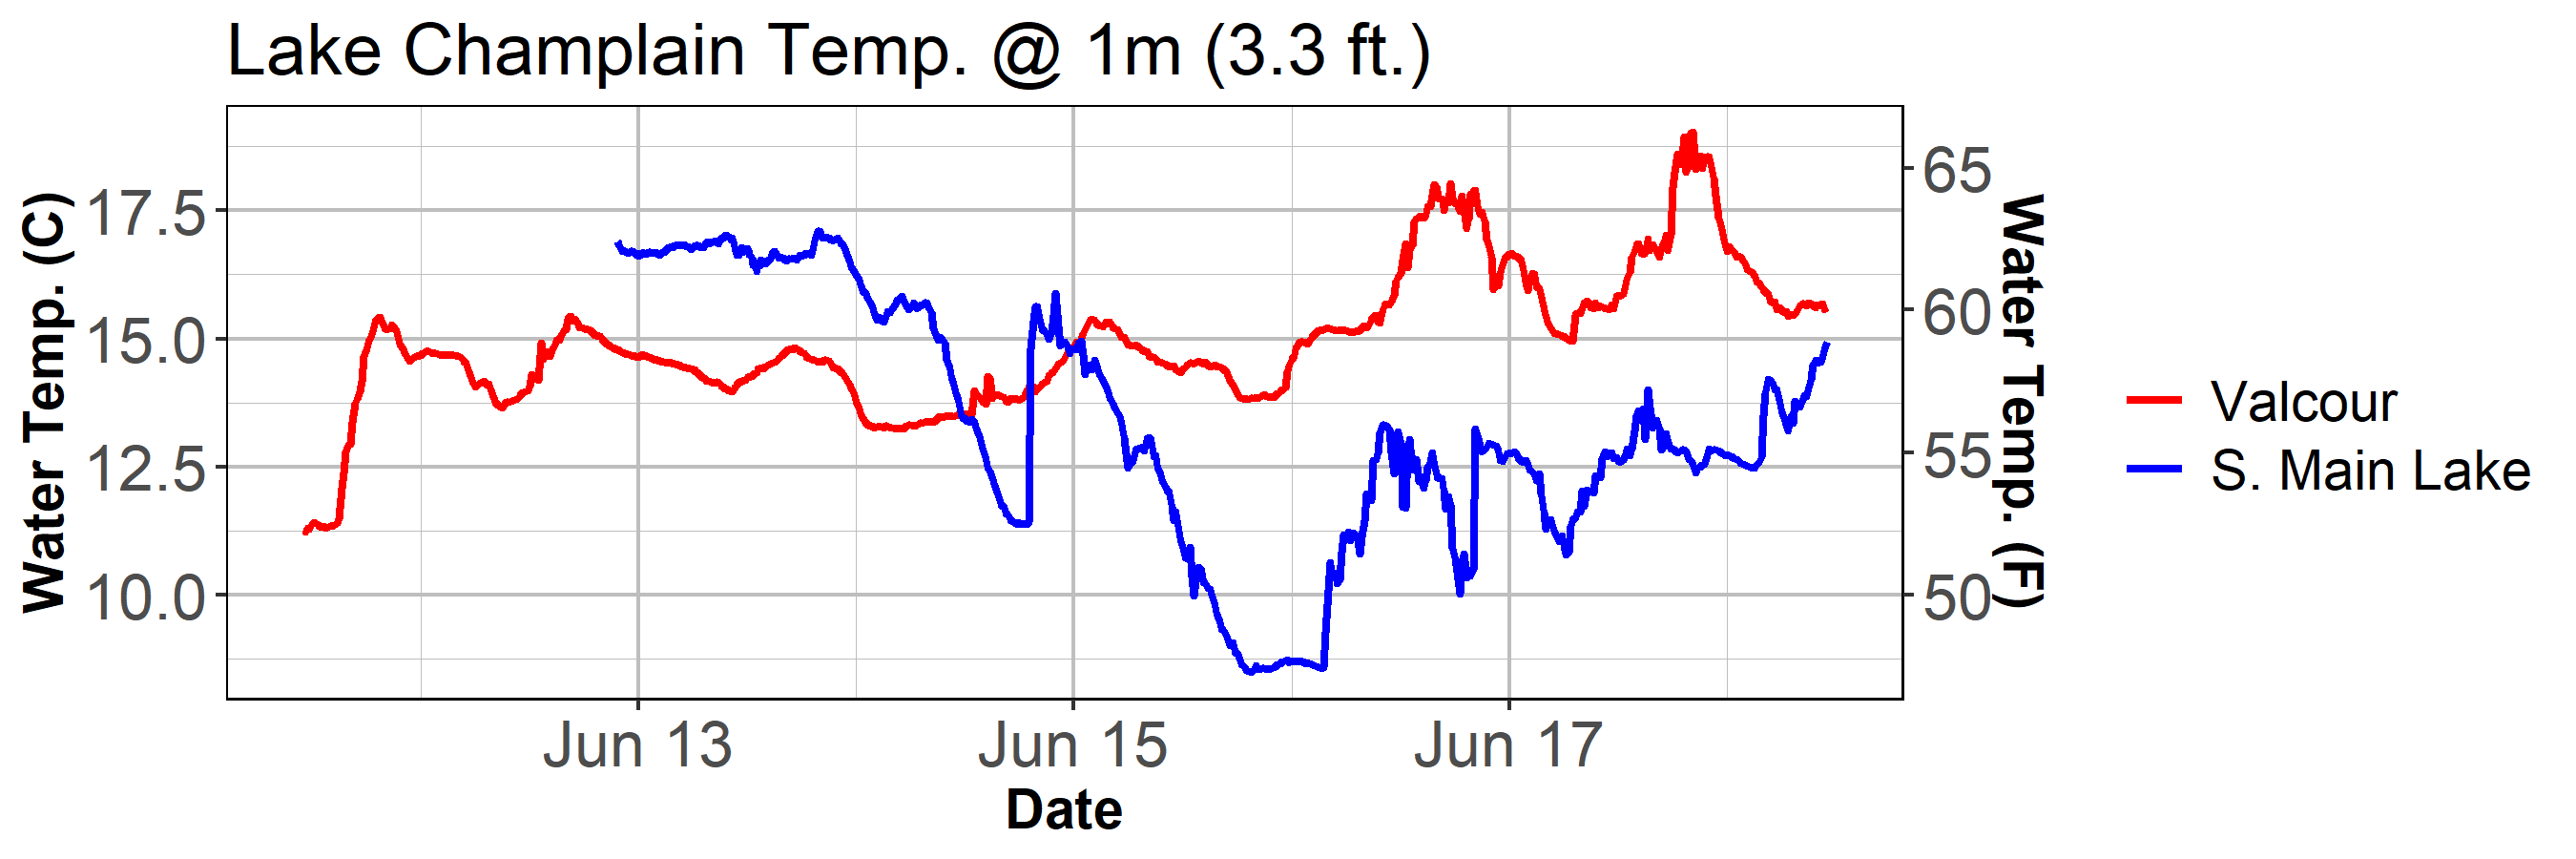 Lake Champlain Temp. @ 1m (3.3 ft.)
Water Temp. (C)
17.5
15.0
12.5
10.0
65
60
55
50
Water Temp. (F)
Jun 13
Jun 15
Jun 17
Date
Valcour
S. Main Lake